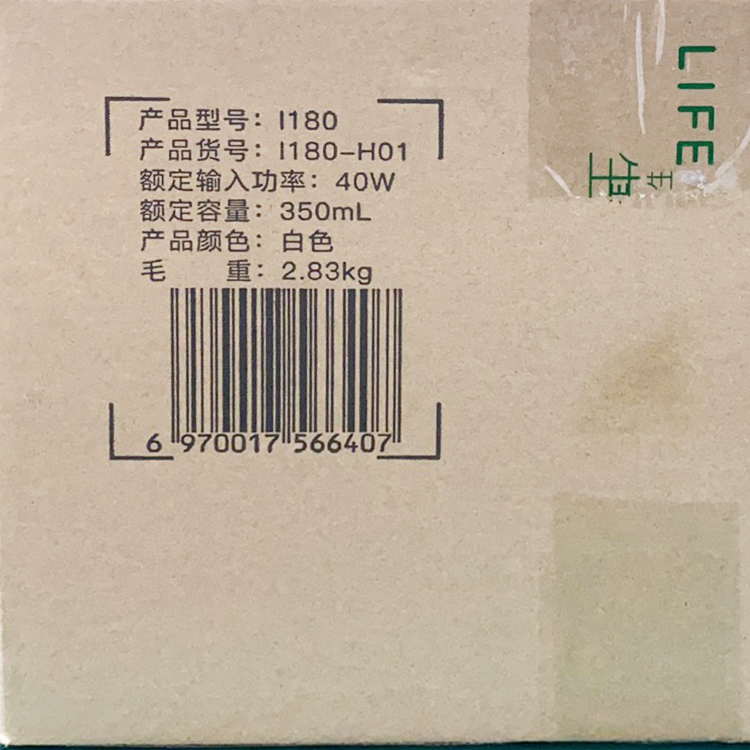 产品型号：I180
产品货号：I180-H01
额定输入功率：40W
额定容量：350mL
产品颜色：白色
毛　　重：2.83kg
6 970017 566407
LIFE